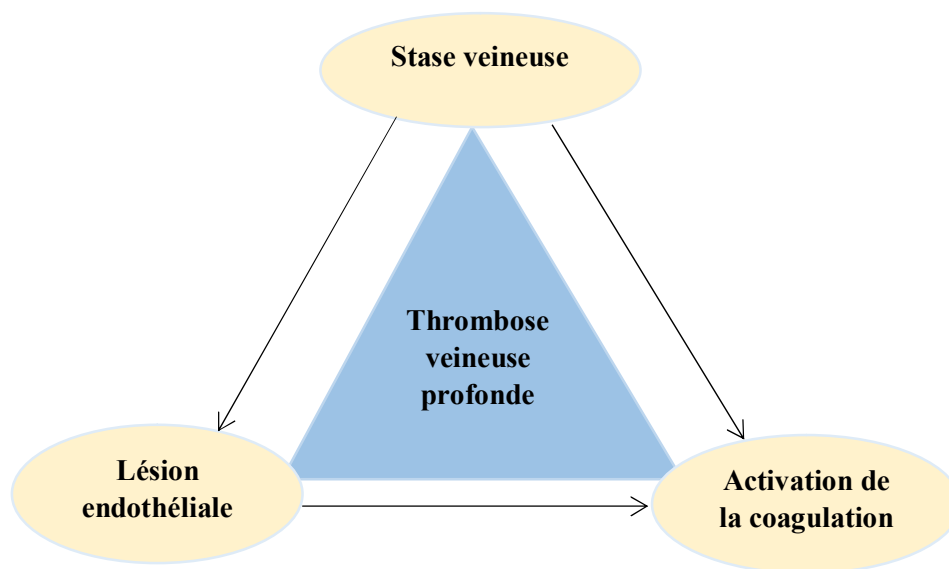 Stase veineuse
Thrombose
veineuse
profonde
Lésion
endothéliale
Activation de
la coagulation